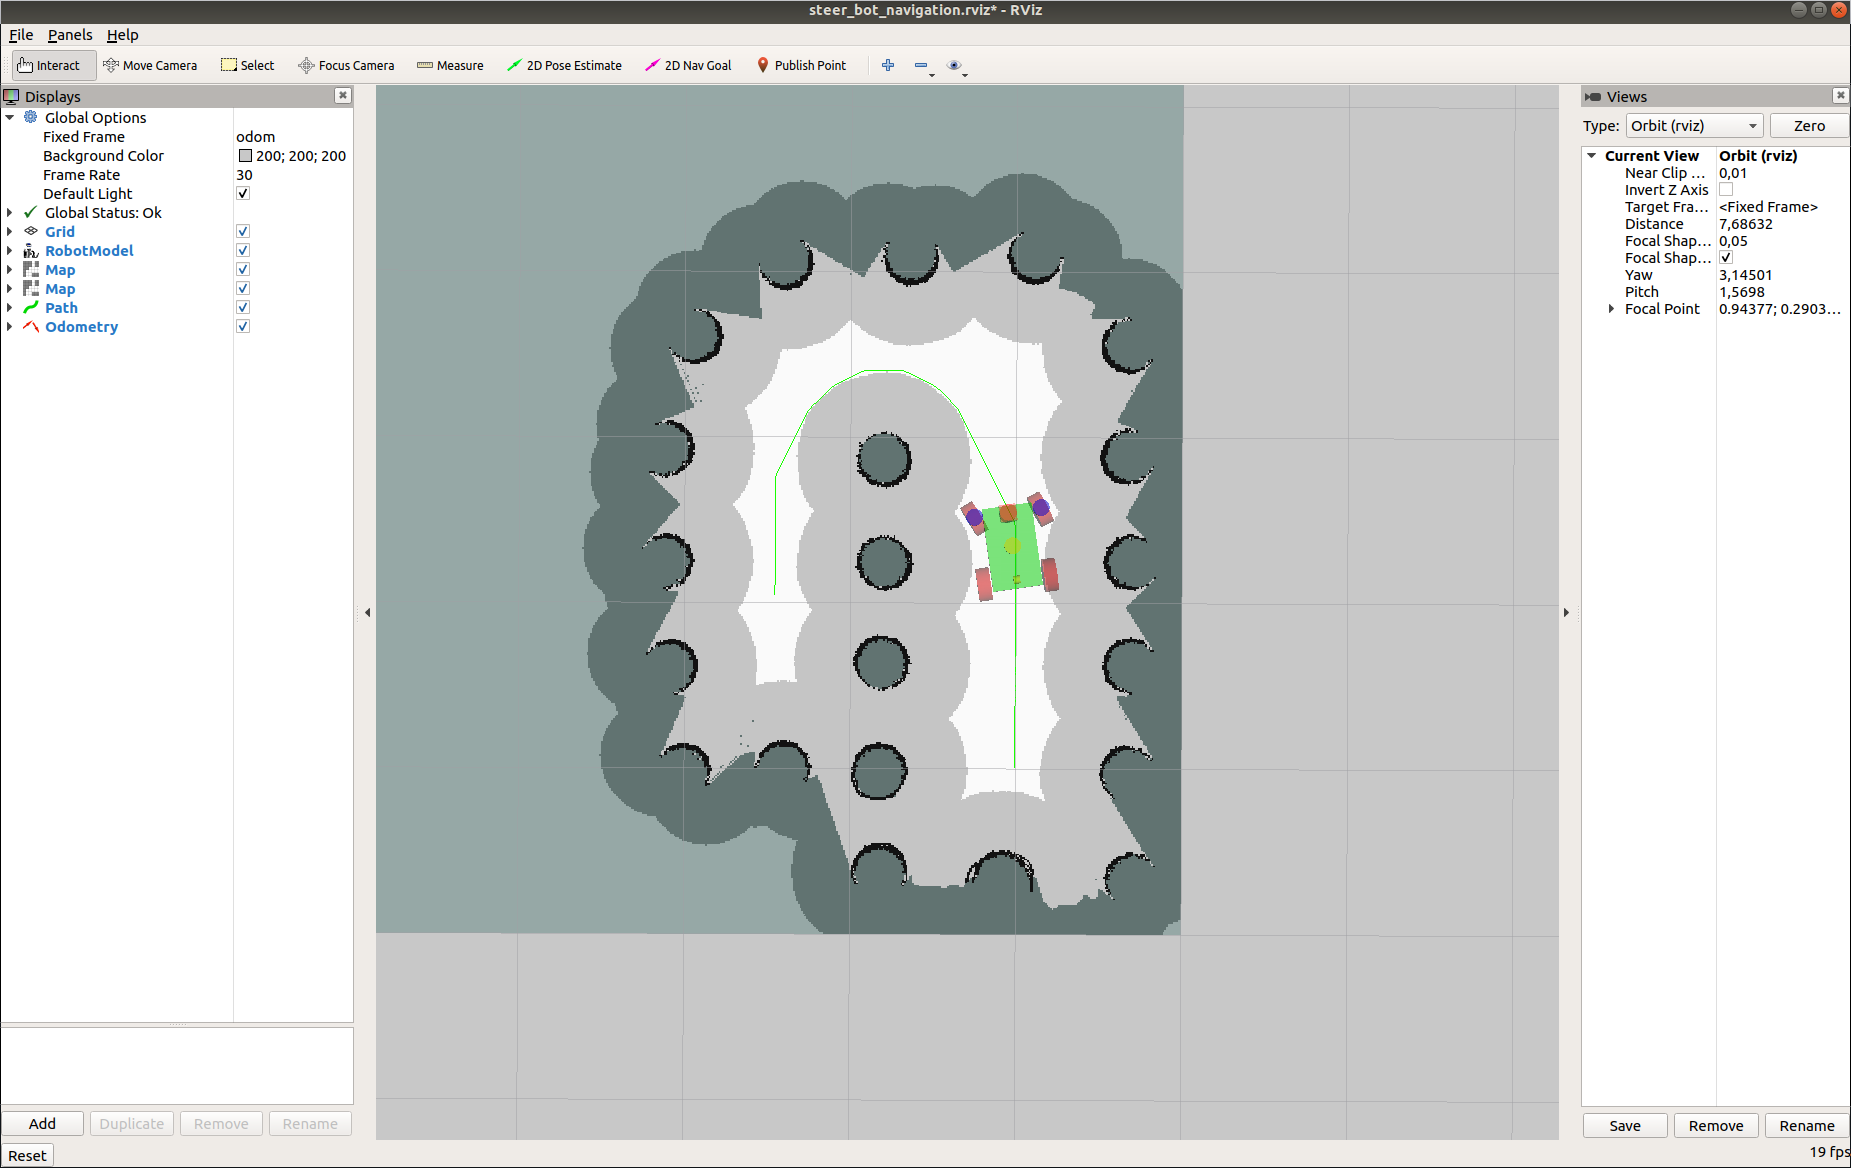 steer_bot_navigation.rviz* - RViz
File Panels Help
Interact Move Camera Select Focus Camera Measure 2D Pose Estimate 2D Nav Goal Publish Point
Displays
Global Options
Fixed Frame odom
Background Color 200; 200; 200
Frame Rate 30
Default Light
Global Status: Ok
Grid
RobotModel
Map
Map
Path
Odometry
Add Duplicate Remove Rename
Reset
Views
Type: Orbit (rviz) Zero
Current View Orbit (rviz)
Near Clip ... 0,01
Invert Z Axis
Target Fra... <Fixed Frame>
Distance 7,68632
Focal Shap... 0,05
Focal Shap...
Yaw 3,14501
Pitch 1,5698
Focal Point 0.94377; 0.2903...
Save Remove Rename
19 fps